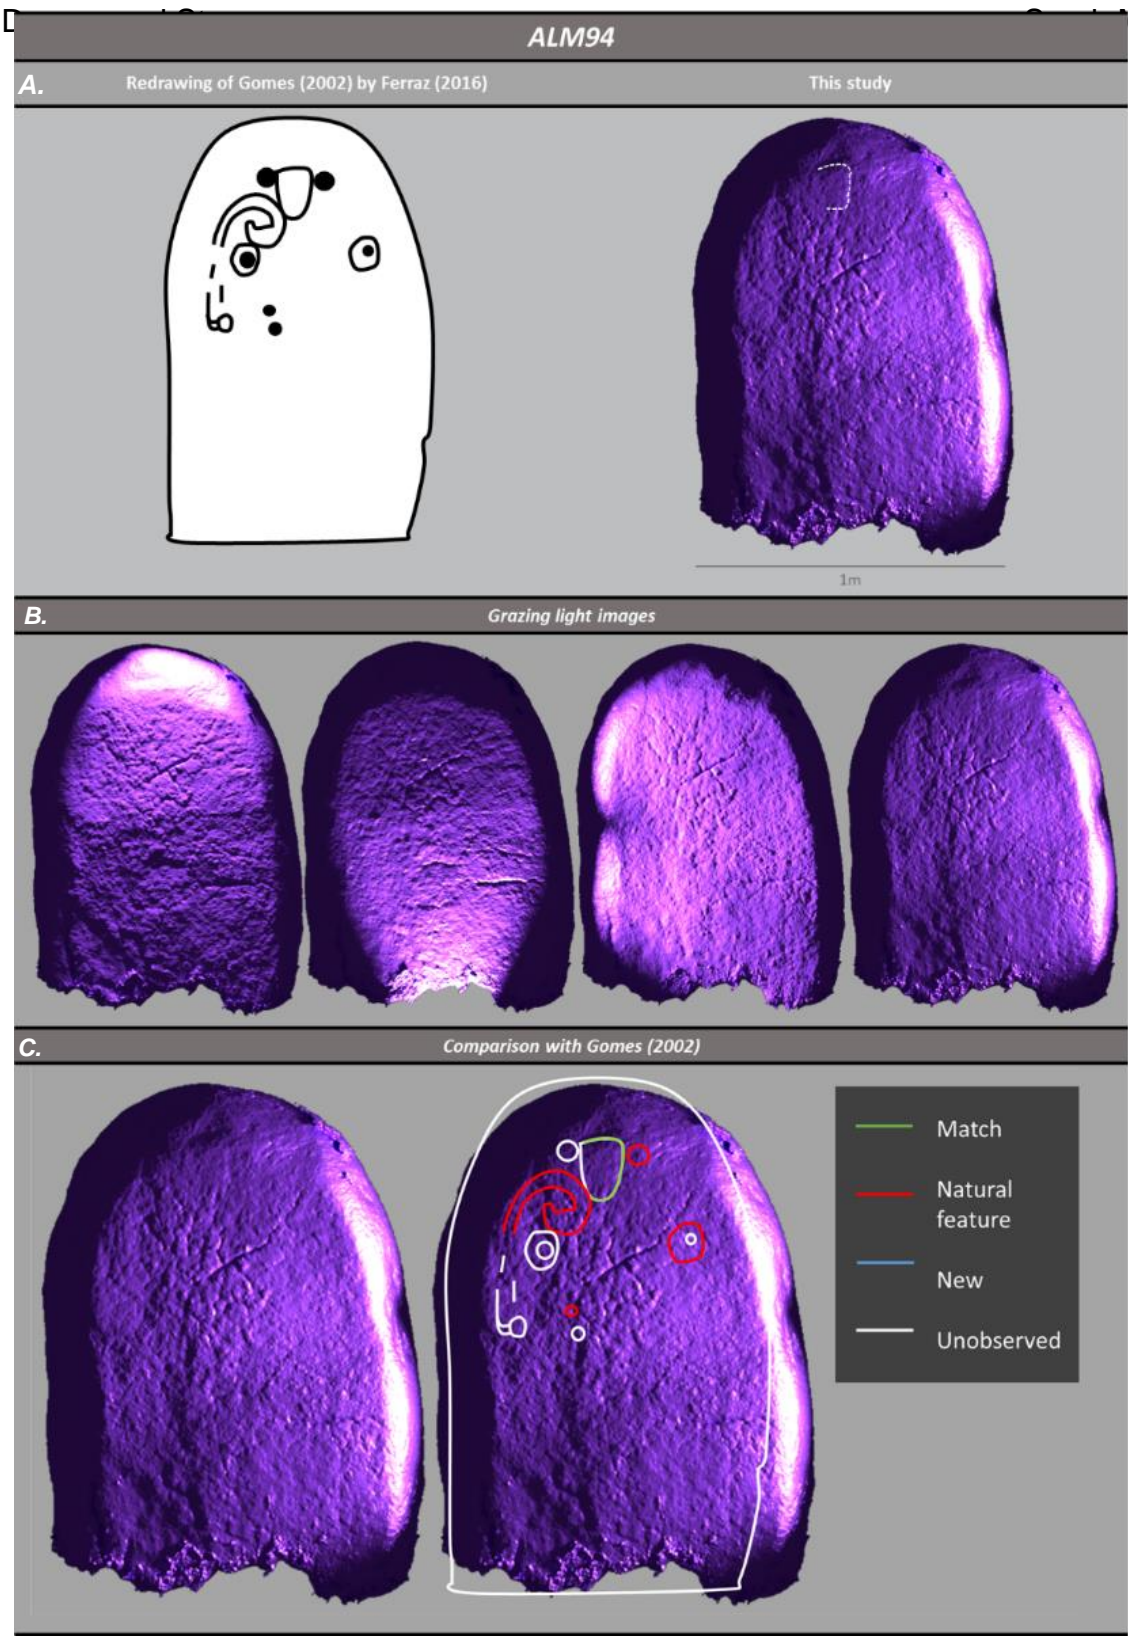 ALM94
A.
Redrawing of Gomes (2002) by Ferraz (2016)
This study
1m
B.
Grazing light images
C.
Comparison with Gomes (2002)
Match
Natural
feature
New
Unobserved